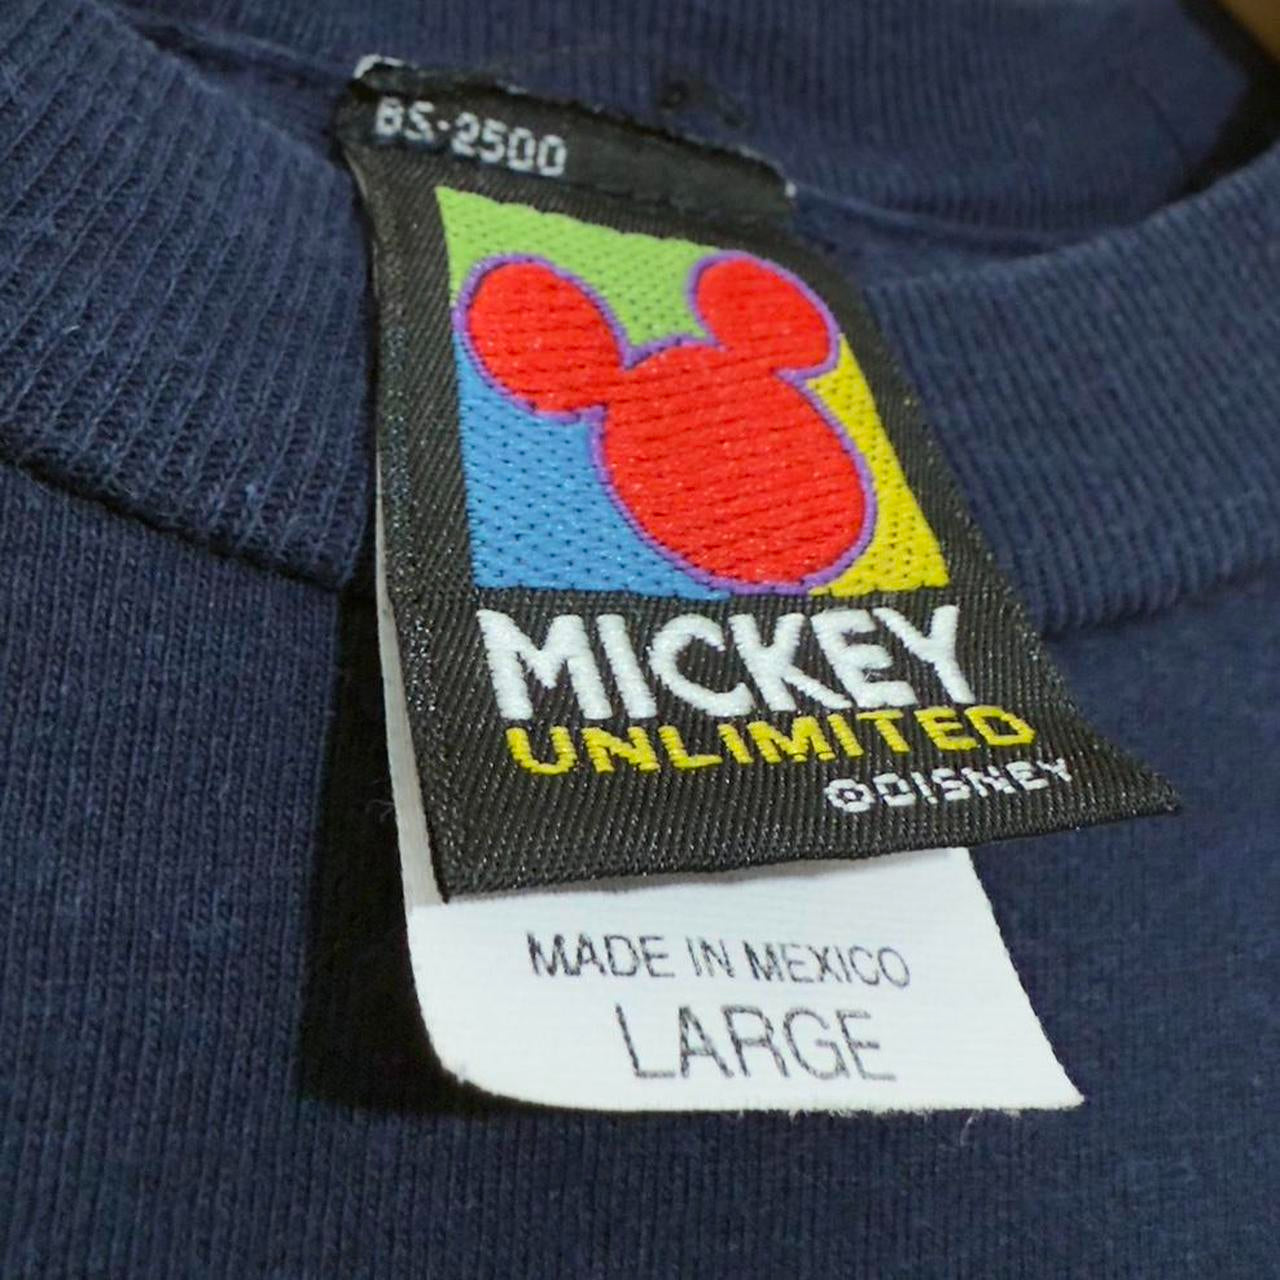 BS-2500
MICKEY
UNLIMITED
©DISNEY
MADE IN MEXICO
LARGE